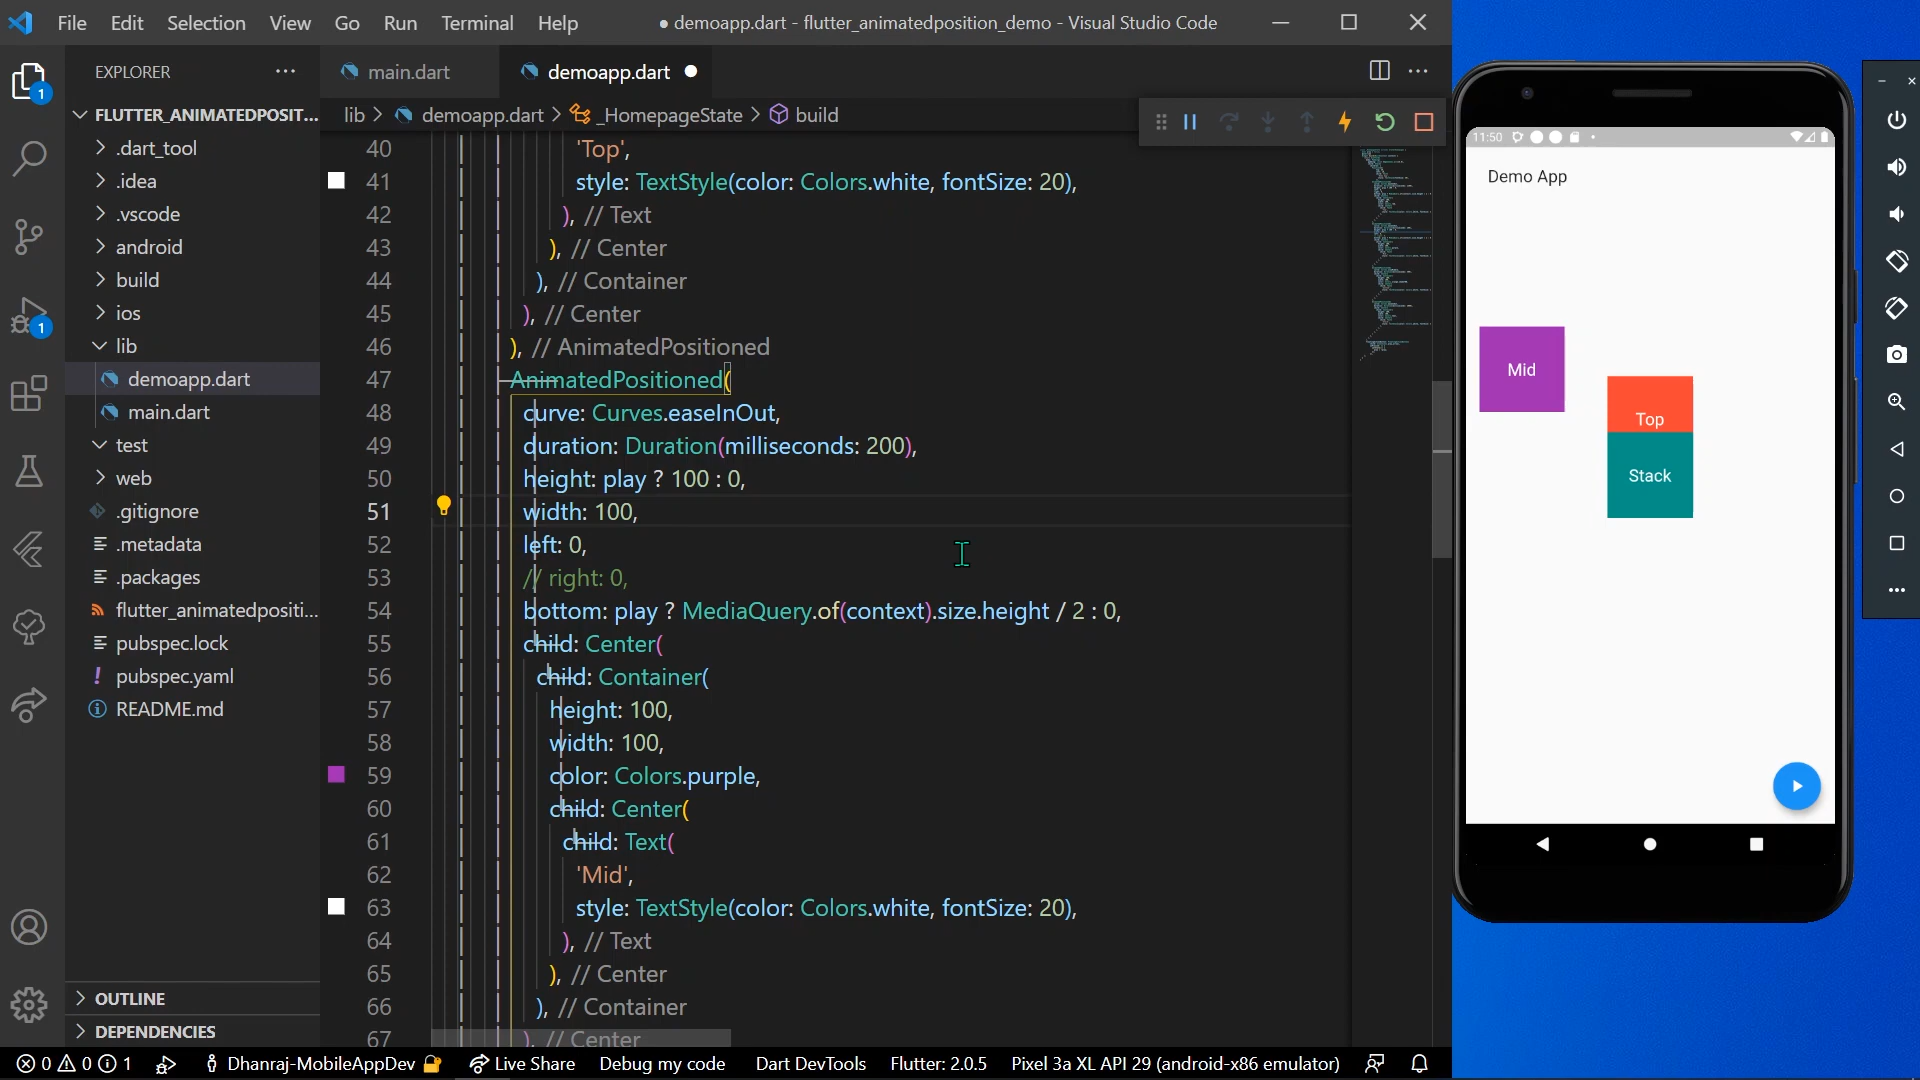 File Edit Selection View Go Run Terminal Help
● demoapp.dart - flutter_animatedposition_demo - Visual Studio Code
EXPLORER
main.dart
demoapp.dart
FLUTTER_ANIMATEDPOSIT...
.dart_tool
.idea
.vscode
android
build
ios
lib
demoapp.dart
main.dart
test
web
.gitignore
.metadata
.packages
flutter_animatedpositi...
pubspec.lock
pubspec.yaml
README.md
OUTLINE
DEPENDENCIES
1
1
lib > demoapp.dart > _HomepageState > build
40 'Top',
41 style: TextStyle(color: Colors.white, fontSize: 20),
42 ), // Text
43 ), // Center
44 ), // Container
45 ), // Center
46 ), // AnimatedPositioned
47 AnimatedPositioned(
48 curve: Curves.easeInOut,
49 duration: Duration(milliseconds: 200),
50 height: play ? 100 : 0,
51 width: 100,
52 left: 0,
53 // right: 0,
54 bottom: play ? MediaQuery.of(context).size.height / 2 : 0,
55 child: Center(
56 child: Container(
57 height: 100,
58 width: 100,
59 color: Colors.purple,
60 child: Center(
61 child: Text(
62 'Mid',
63 style: TextStyle(color: Colors.white, fontSize: 20),
64 ), // Text
65 ), // Center
66 ), // Container
67 ), // Center
0 0 1 Dhanraj-MobileAppDev Live Share Debug my code Dart DevTools Flutter: 2.0.5 Pixel 3a XL API 29 (android-x86 emulator)
11:50
Demo App
Mid
Top
Stack